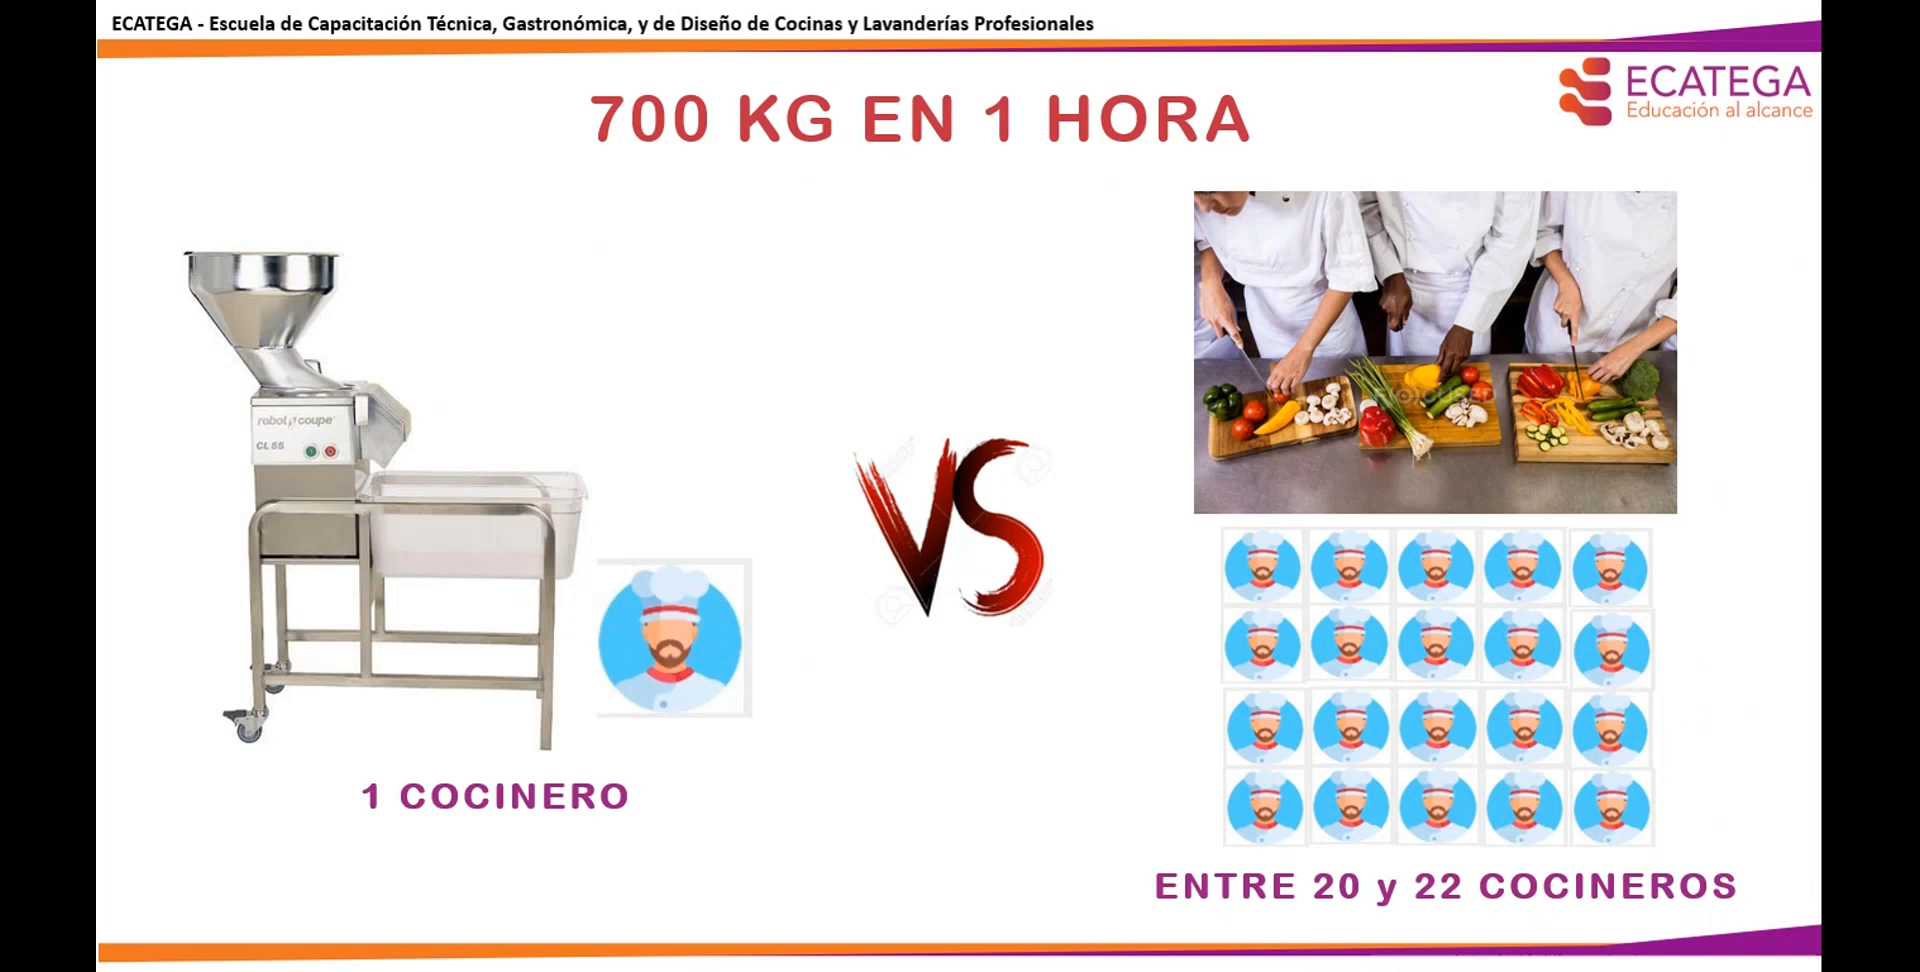 ECATEGA - Escuela de Capacitación Técnica, Gastronómica, y de Diseño de Cocinas y Lavanderías Profesionales
ECATEGA
Educación al alcance
700 KG EN 1 HORA
robot coupe
CL 55
VS
1 COCINERO
ENTRE 20 y 22 COCINEROS